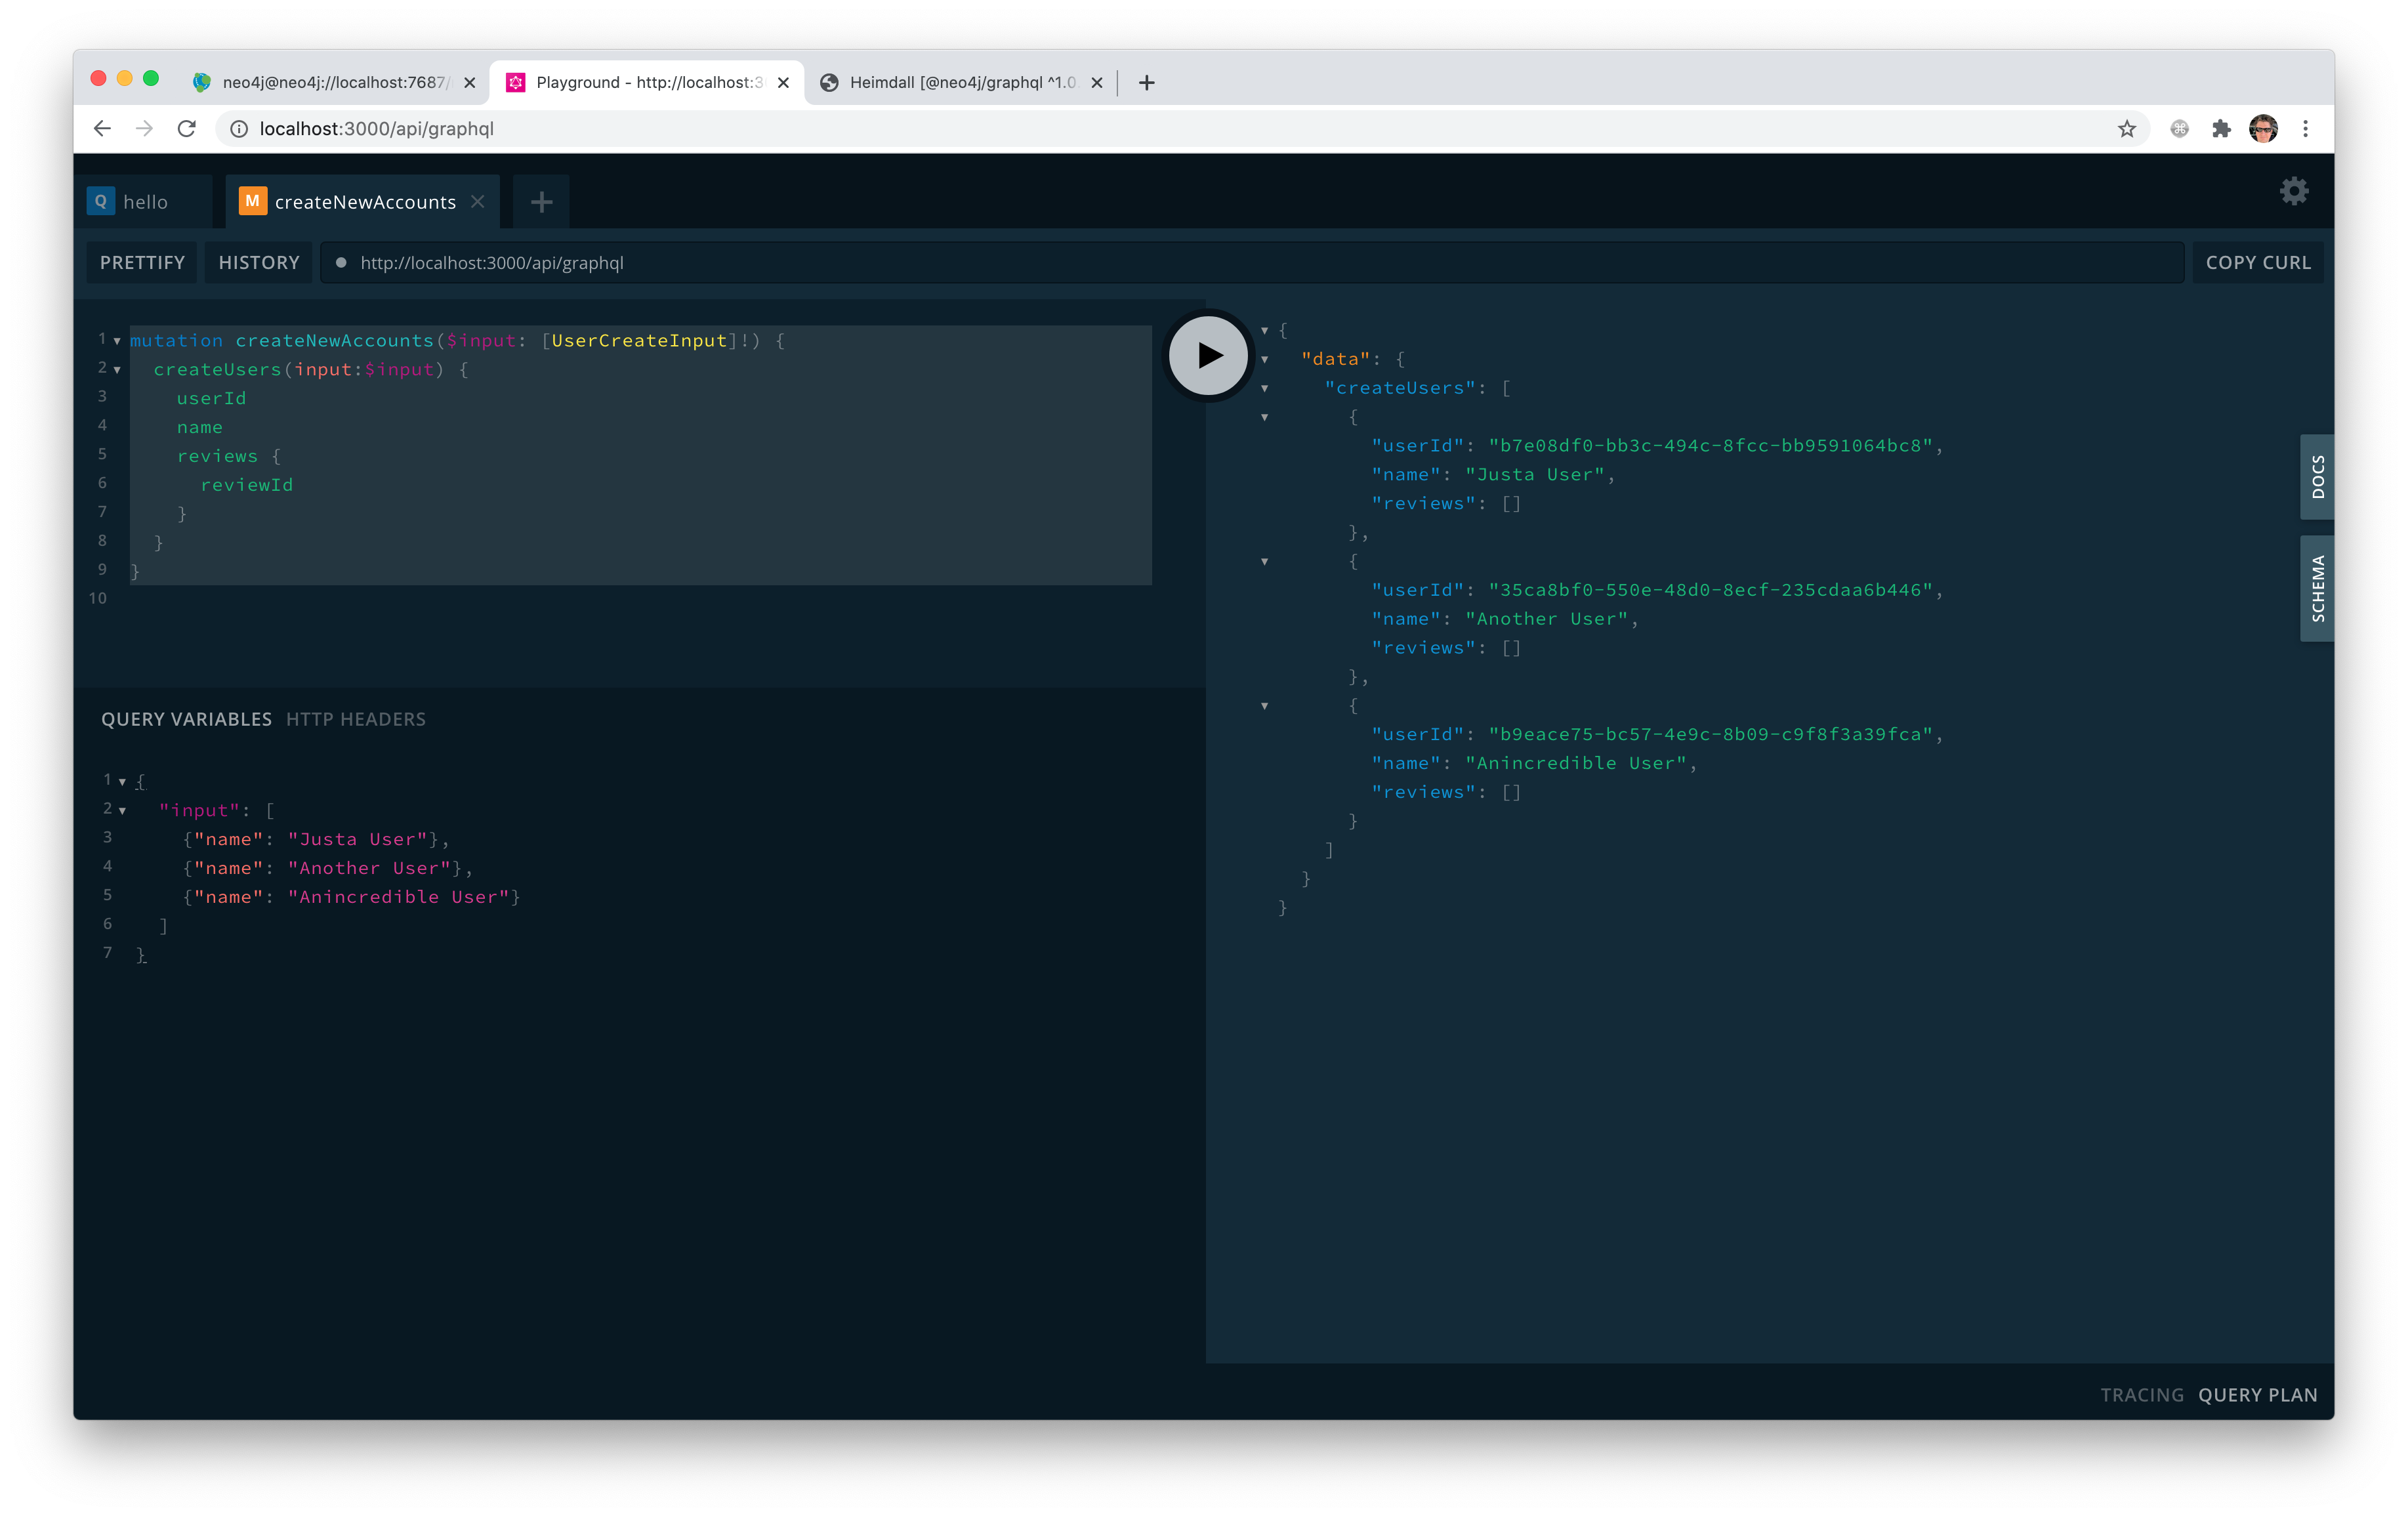 neo4j@neo4j://localhost:7687/
Playground - http://localhost:3
Heimdall [@neo4j/graphql ^1.0
localhost:3000/api/graphql
Q hello
M createNewAccounts
PRETTIFY
HISTORY
http://localhost:3000/api/graphql
COPY CURL
1 mutation createNewAccounts($input: [UserCreateInput]!) {
2 createUsers(input:$input) {
3 userId
4 name
5 reviews {
6 reviewId
7 }
8 }
9 }
10
QUERY VARIABLES
HTTP HEADERS
1 {
2 "input": [
3 {"name": "Justa User"},
4 {"name": "Another User"},
5 {"name": "Anincredible User"}
6 ]
7 }
{
"data": {
"createUsers": [
{
"userId": "b7e08df0-bb3c-494c-8fcc-bb9591064bc8",
"name": "Justa User",
"reviews": []
},
{
"userId": "35ca8bf0-550e-48d0-8ecf-235cdaa6b446",
"name": "Another User",
"reviews": []
},
{
"userId": "b9eace75-bc57-4e9c-8b09-c9f8f3a39fca",
"name": "Anincredible User",
"reviews": []
}
]
}
}
DOCS
SCHEMA
TRACING
QUERY PLAN